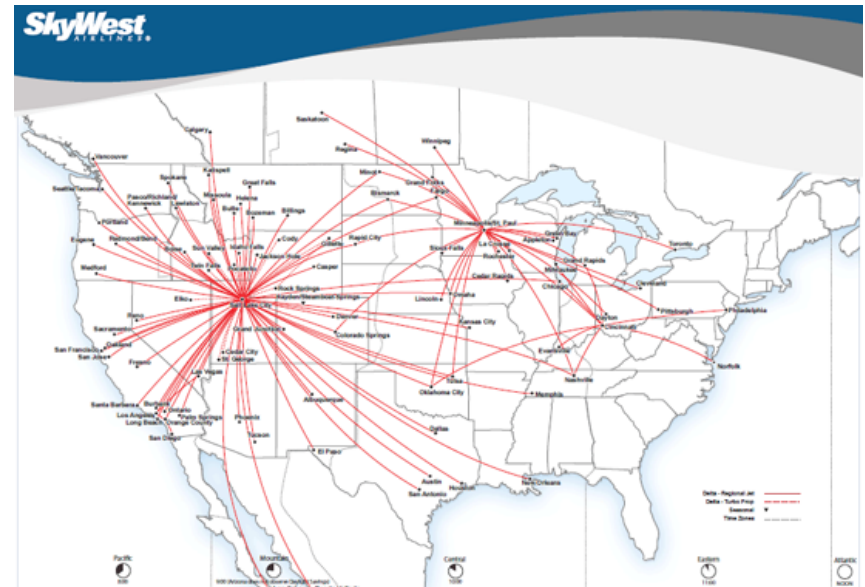 SkyWest
AIRLINES®
Saskatoon
Calgary
Regina
Winnipeg
Vancouver
Kalispell
Minot
Spokane
Great Falls
Grand Forks
Seattle/Tacoma
Missoula
Helena
Bismarck
Fargo
Pasco/Richland/
Kennewick
Lewiston
Butte
Bozeman
Billings
Portland
Minneapolis/St. Paul
Eugene
Redmond/Bend
Boise
Sun Valley
Idaho Falls
Cody
Gillette
Rapid City
Sioux Falls
La Crosse
Rochester
Green Bay
Appleton
Toronto
Jackson Hole
Medford
Twin Falls
Pocatello
Casper
Milwaukee
Grand Rapids
Cedar Rapids
Chicago
Cleveland
Rock Springs
Elko
Salt Lake City
Hayden/Steamboat Springs
Lincoln
Omaha
Reno
Denver
Dayton
Pittsburgh
Philadelphia
Sacramento
Grand Junction
Colorado Springs
Kansas City
Cincinnati
San Francisco
Oakland
San Jose
Cedar City
St. George
Evansville
Norfolk
Fresno
Las Vegas
Tulsa
Nashville
Oklahoma City
Memphis
Santa Barbara
Burbank
Ontario
Los Angeles
Palm Springs
Long Beach
Orange County
Albuquerque
Phoenix
San Diego
Tucson
Dallas
El Paso
Austin
San Antonio
Houston
New Orleans
Delta - Regional Jet
Delta - Turbo Prop
Seasonal
Time Zones
Pacific
Mountain
Central
Eastern
Atlantic
NOON